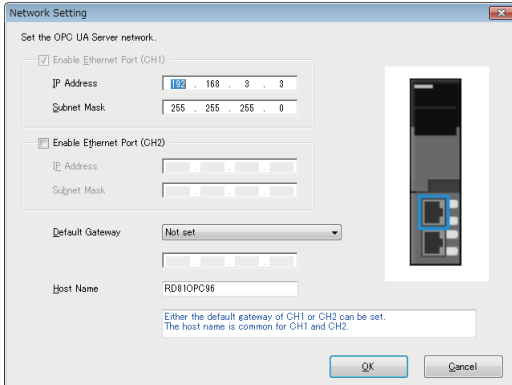 Network Setting
Set the OPC UA Server network.
Enable Ethernet Port (CH1)
IP Address 192 . 168 . 3 . 3
Subnet Mask 255 . 255 . 255 . 0
Enable Ethernet Port (CH2)
IP Address . . .
Subnet Mask . . .
Default Gateway Not set
. . .
Host Name RD81OPC96
Either the default gateway of CH1 or CH2 can be set.
The host name is common for CH1 and CH2.
OK Cancel